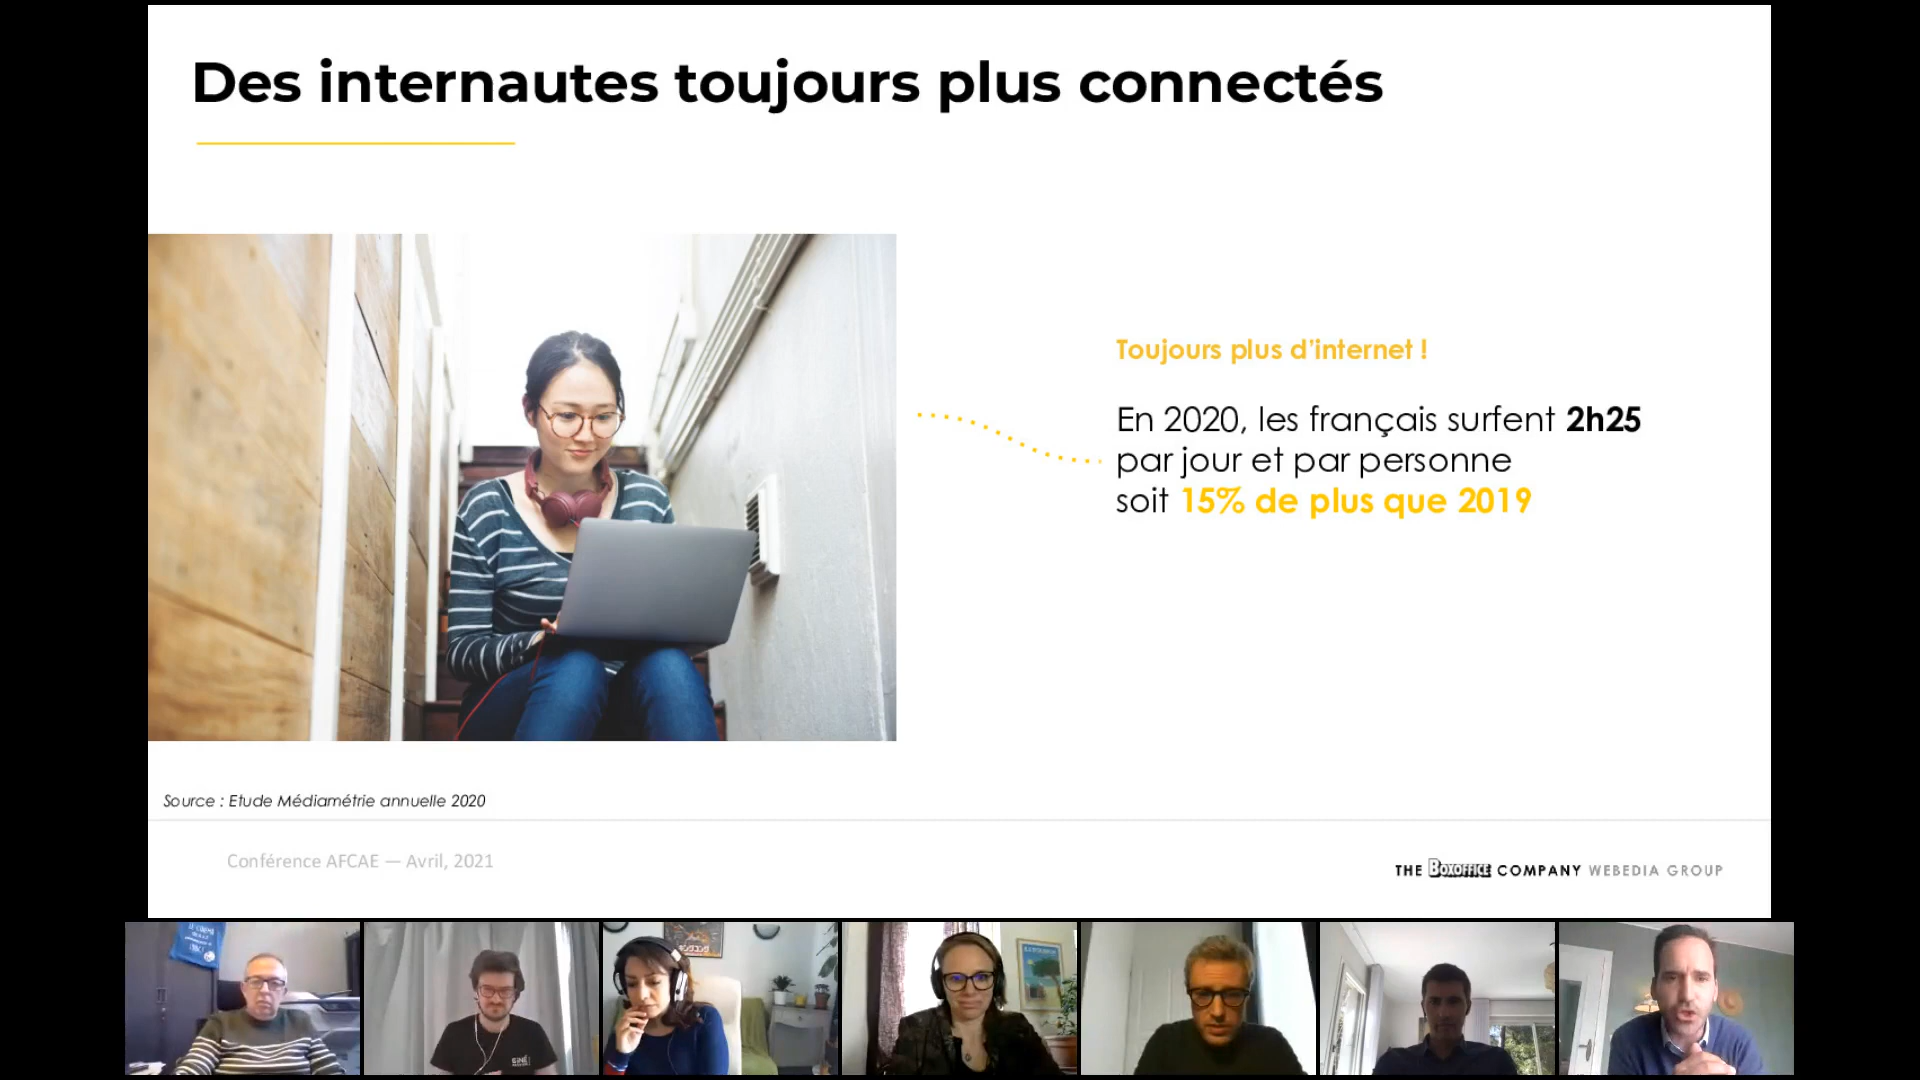 Des internautes toujours plus connectés
Toujours plus d'internet !
En 2020, les français surfent 2h25
par jour et par personne
soit 15% de plus que 2019
Source : Etude Médiamétrie annuelle 2020
Conférence AFCAE — Avril, 2021
THE BOXOFFICE COMPANY WEBEDIA GROUP